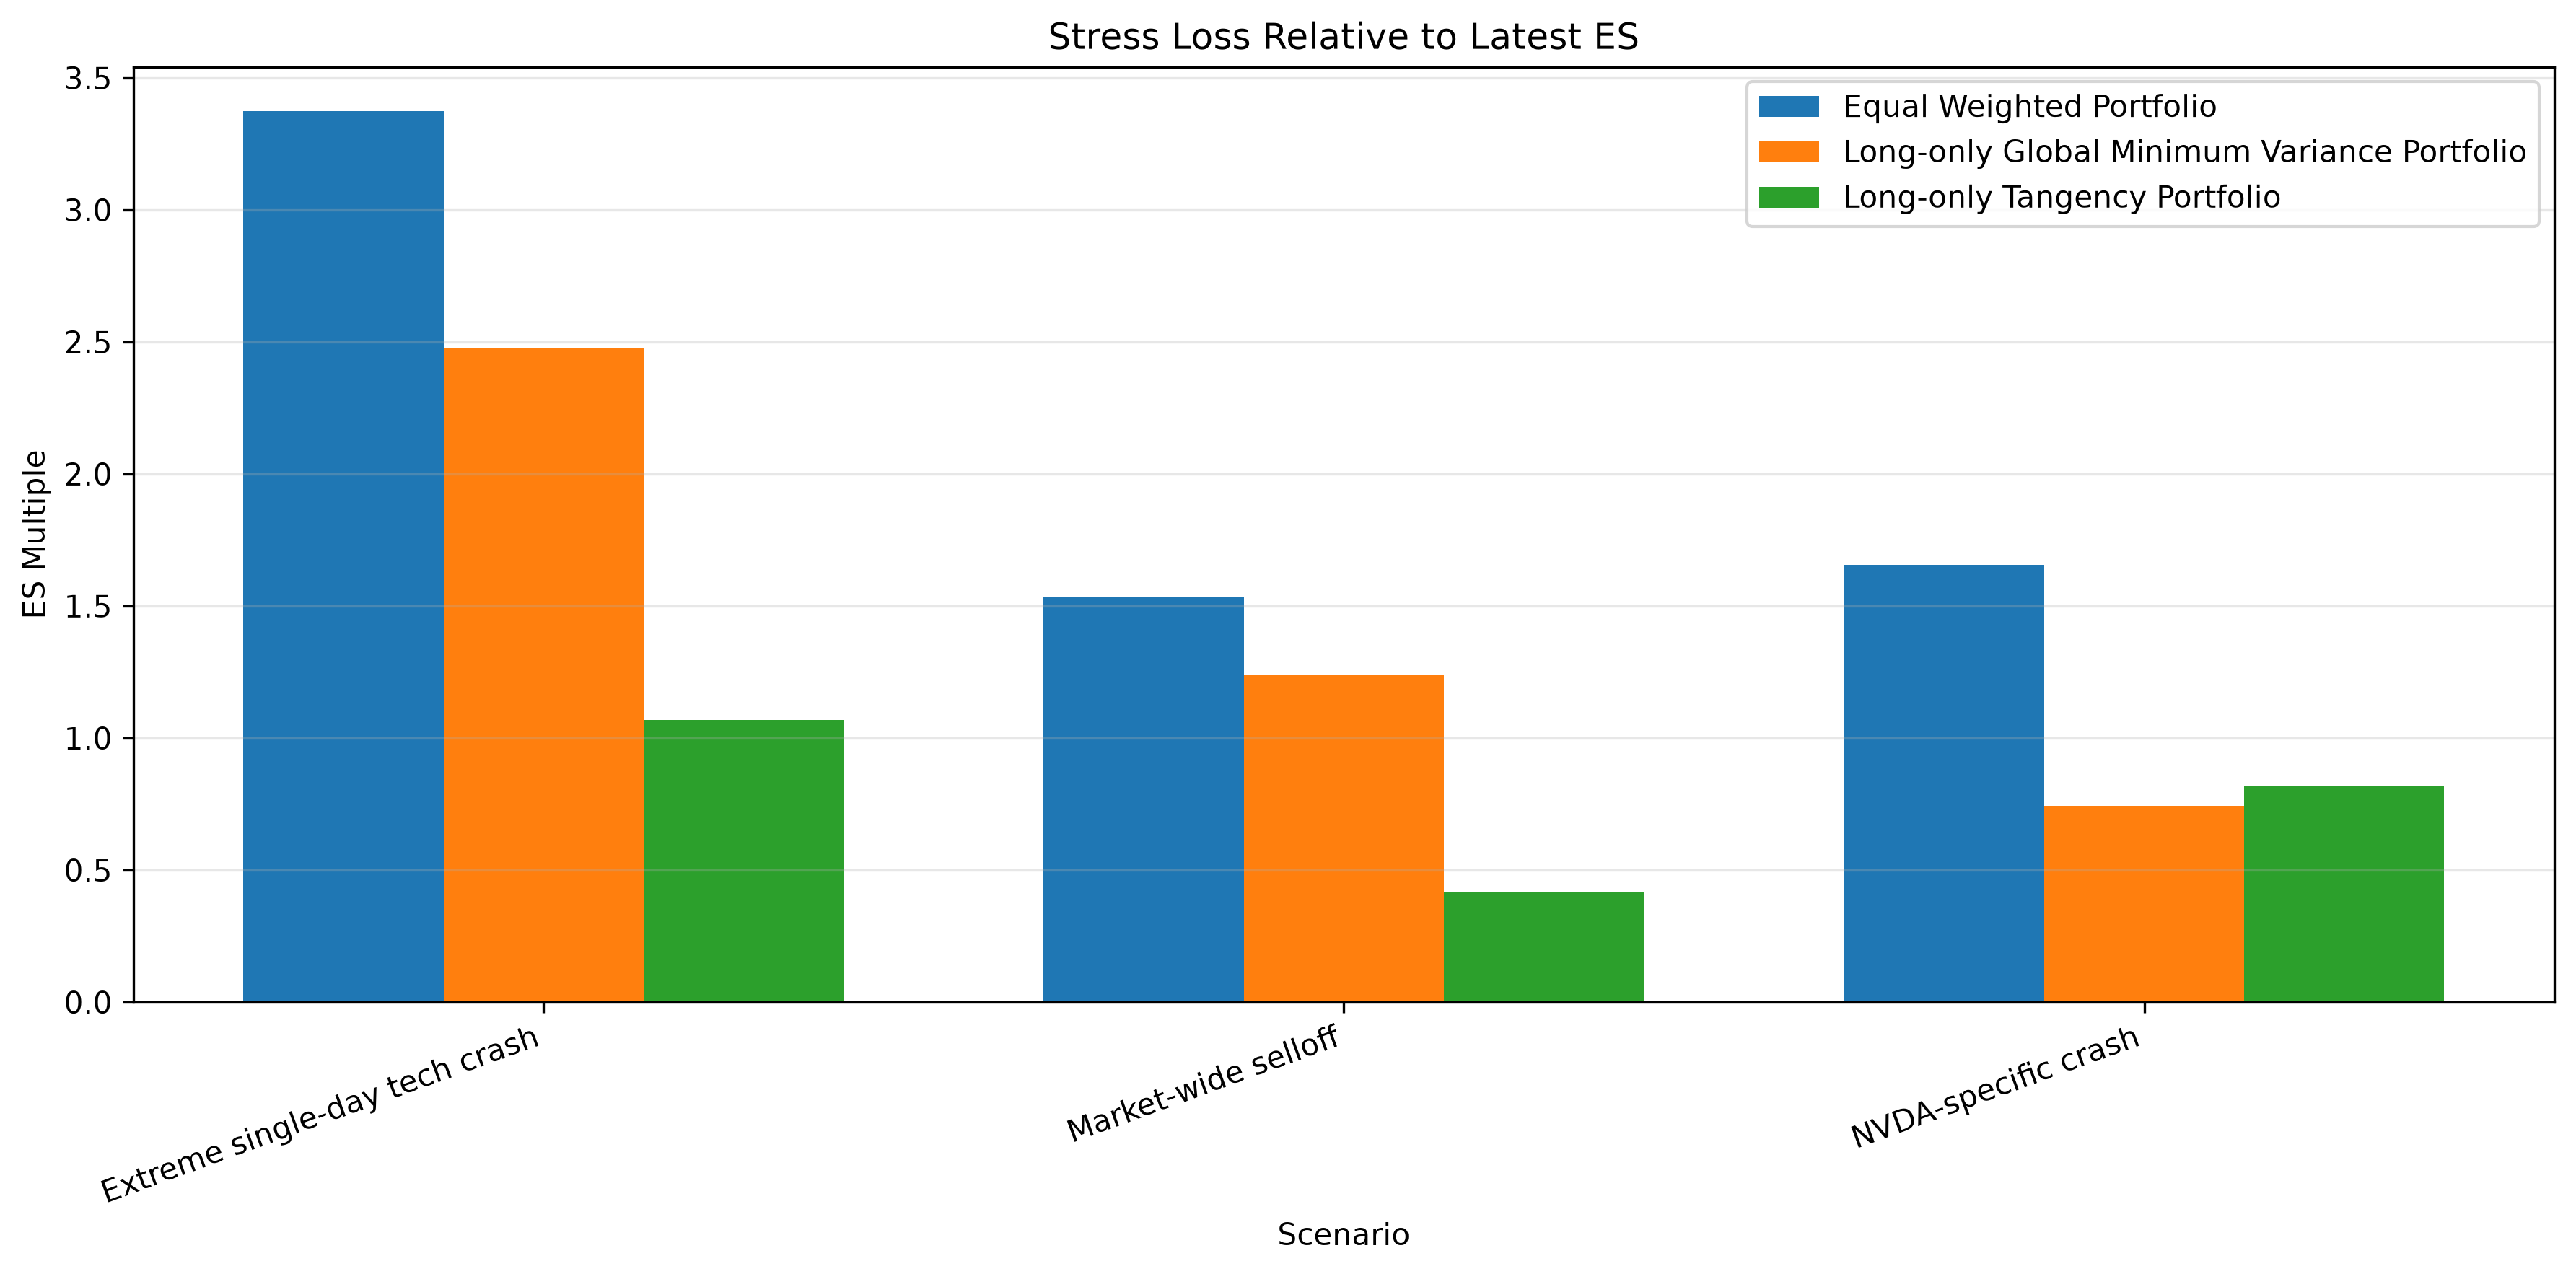 Stress Loss Relative to Latest ES
Equal Weighted Portfolio
Long-only Global Minimum Variance Portfolio
Long-only Tangency Portfolio
ES Multiple
3.5
3.0
2.5
2.0
1.5
1.0
0.5
0.0
Extreme single-day tech crash
Market-wide selloff
NVDA-specific crash
Scenario